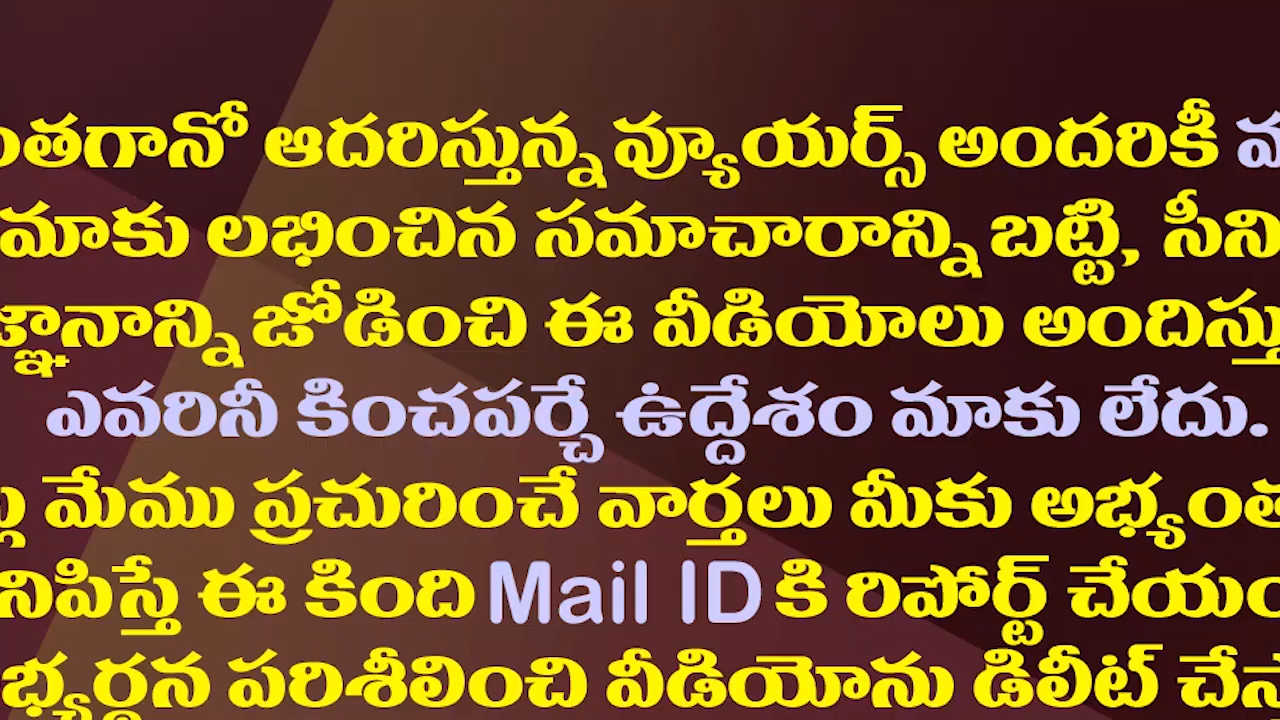 ంతగానో ఆదరిస్తున్న వ్యూయర్స్ అందరికీ
మాకు లభించిన సమాచారాన్ని బట్టి, సీని
జ్ఞానాన్ని జోడించి ఈ వీడియోలు అందిస్తు
ఎవరినీ కించపర్చే ఉద్దేశం మాకు లేదు.
మేము ప్రచురించే వార్తలు మీకు అభ్యంత
నిపిస్తే ఈ కింది Mail ID కి రిపోర్ట్ చేయం
భ్యర్థన పరిశీలించి వీడియోను డిలీట్ చేస